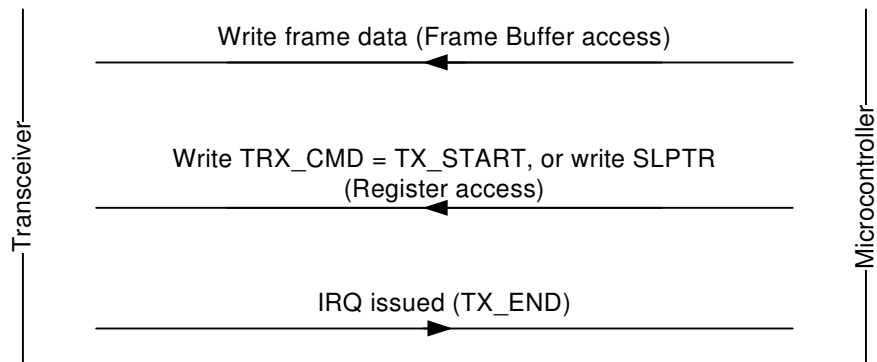 Write frame data (Frame Buffer access)
Transceiver
Write TRX_CMD = TX_START, or write SLPTR
(Register access)
Microcontroller
IRQ issued (TX_END)